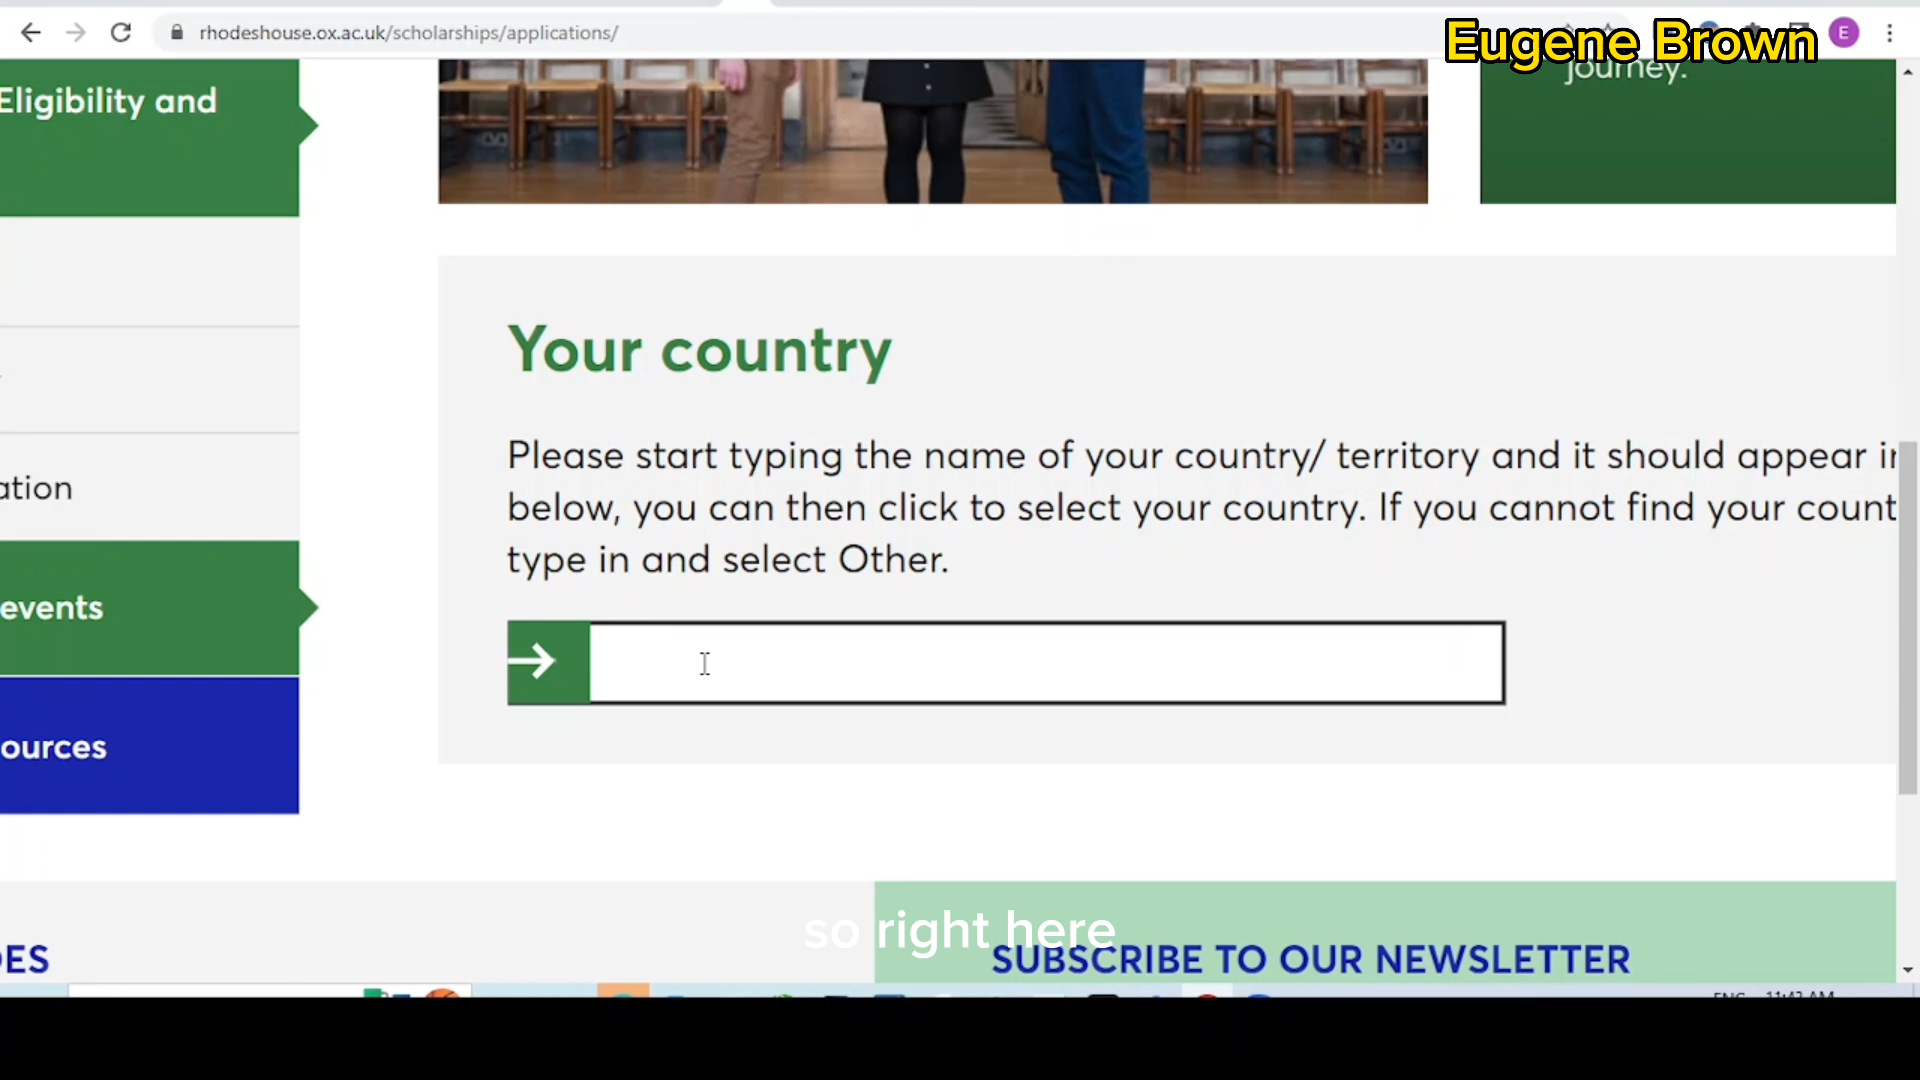 rhodeshouse.ox.ac.uk/scholarships/applications/
Eugene Brown
E
journey.
Eligibility and
Your country
Please start typing the name of your country/ territory and it should appear
below, you can then click to select your country. If you cannot find your count
type in and select Other.
ation
events
ources
so right here
ES
SUBSCRIBE TO OUR NEWSLETTER